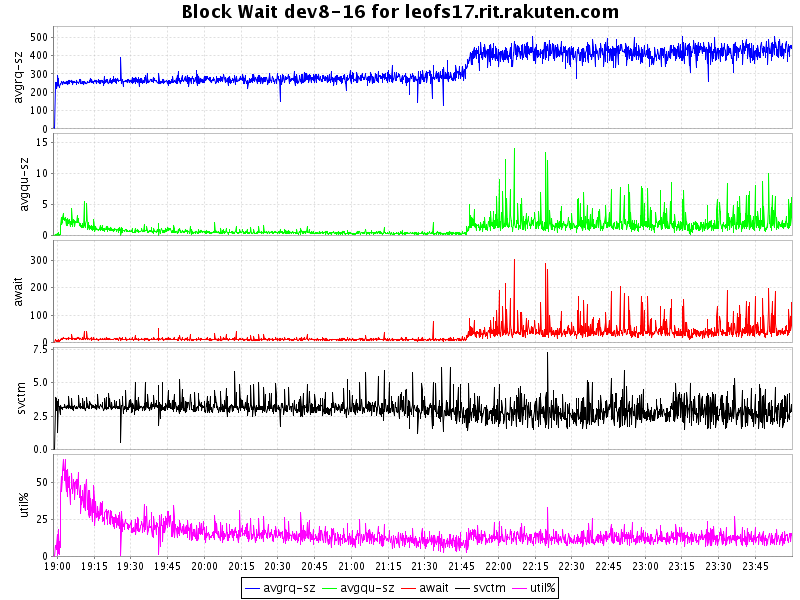 Block Wait dev8-16 for leofs17.rit.rakuten.com
500
400
300
200
100
0
avgrq-sz
15
10
5
0
avgqu-sz
300
200
100
0
await
7.5
5.0
2.5
0.0
svctm
50
25
0
util%
19:00 19:15 19:30 19:45 20:00 20:15 20:30 20:45 21:00 21:15 21:30 21:45 22:00 22:15 22:30 22:45 23:00 23:15 23:30 23:45
avgrq-sz avgqu-sz await svctm util%